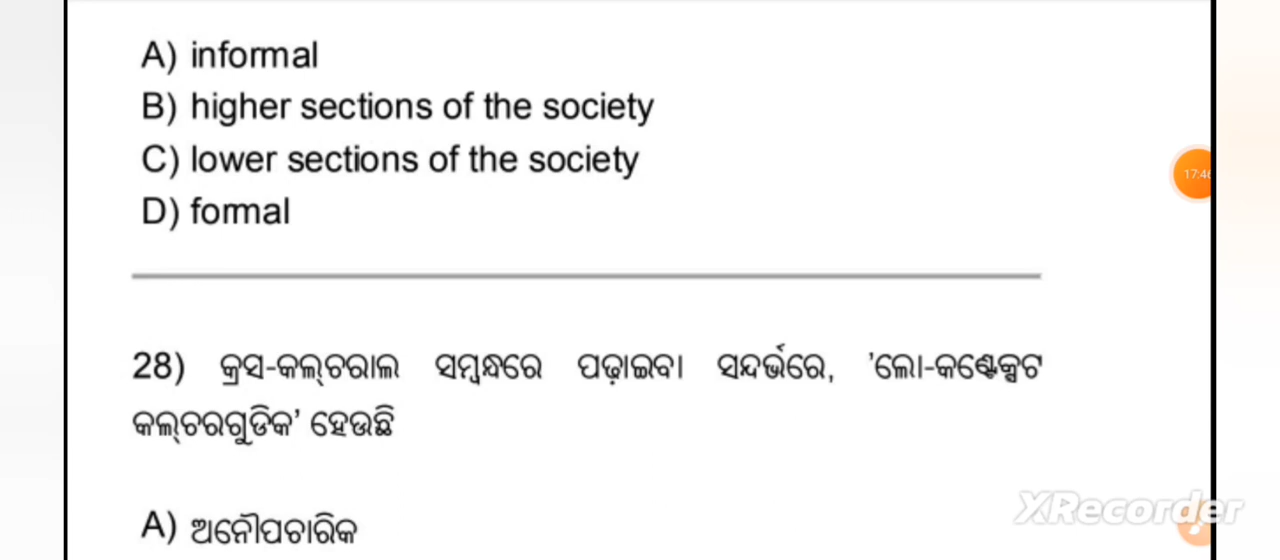 A) informal
B) higher sections of the society
C) lower sections of the society
D) formal
17:46
28) କ୍ରସ-କଲ୍‌ଚରାଲ ସମ୍ବନ୍ଧରେ ପଢ଼ାଇବା ସନ୍ଦର୍ଭରେ, 'ଲୋ-କଣ୍ଟେକ୍ସଟ
କଲ୍‌ଚରଗୁଡିକ' ହେଉଛି
A) ଅନୌପଚାରିକ
XRecorder